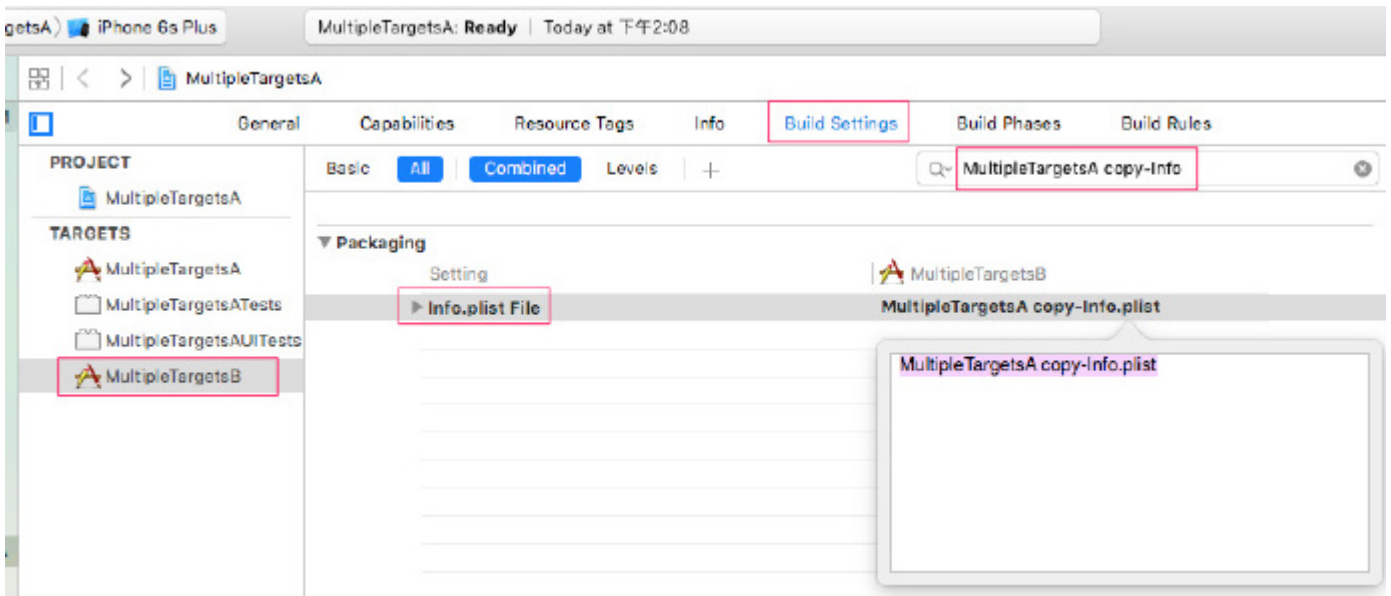 getsA〉 iPhone 6s Plus
MultipleTargetsA: Ready | Today at 下午2:08
MultipleTargetsA
General Capabilities Resource Tags Info Build Settings Build Phases Build Rules
PROJECT
MultipleTargetsA
TARGETS
MultipleTargetsA
MultipleTargetsATests
MultipleTargetsAUITests
MultipleTargetsB
Basic All Combined Levels +
MultipleTargetsA copy-Info
Packaging
Setting MultipleTargetsB
Info.plist File MultipleTargetsA copy-Info.plist
MultipleTargetsA copy-Info.plist